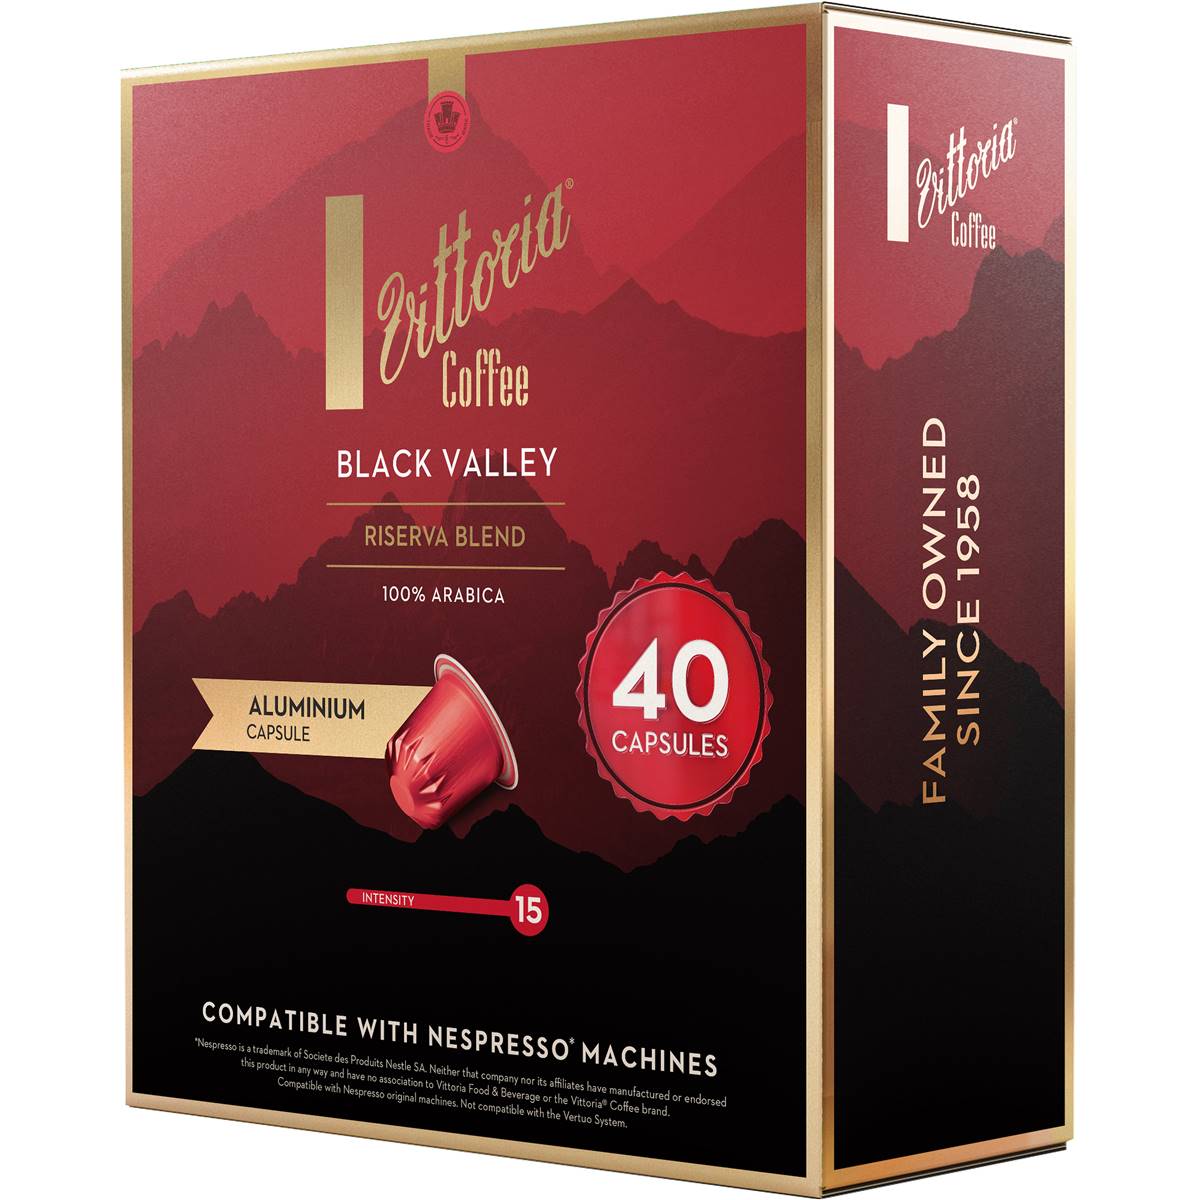 Vittoria®
Coffee
BLACK VALLEY
RISERVA BLEND
100% ARABICA
ALUMINIUM
CAPSULE
40
CAPSULES
INTENSITY
15
COMPATIBLE WITH NESPRESSO* MACHINES
*Nespresso is a trademark of Societe des Produits Nestle SA. Neither that company nor its affiliates have manufactured or endorsed
this product in any way and have no association to Vittoria Food & Beverage or the Vittoria® Coffee brand.
Compatible with Nespresso original machines. Not compatible with the Vertuo System.
Vittoria®
Coffee
FAMILY OWNED
SINCE 1958